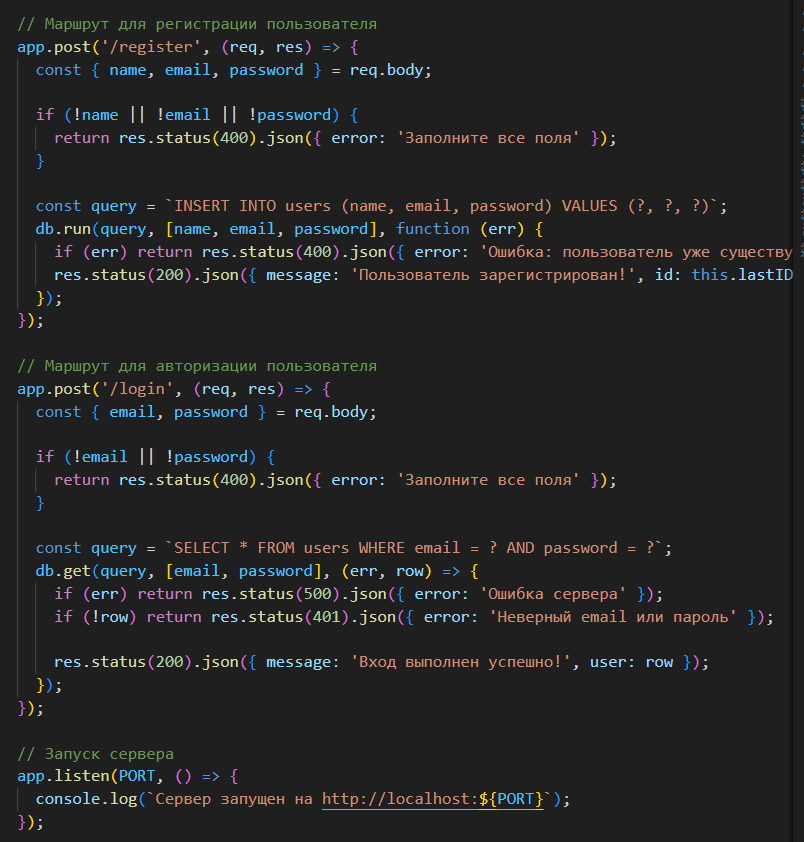 // Маршрут для регистрации пользователя
app.post('/register', (req, res) => {
const { name, email, password } = req.body;
if (!name || !email || !password) {
return res.status(400).json({ error: 'Заполните все поля' });
}
const query = `INSERT INTO users (name, email, password) VALUES (?, ?, ?)`;
db.run(query, [name, email, password], function (err) {
if (err) return res.status(400).json({ error: 'Ошибка: пользователь уже существу
res.status(200).json({ message: 'Пользователь зарегистрирован!', id: this.lastID
});
});
// Маршрут для авторизации пользователя
app.post('/login', (req, res) => {
const { email, password } = req.body;
if (!email || !password) {
return res.status(400).json({ error: 'Заполните все поля' });
}
const query = `SELECT * FROM users WHERE email = ? AND password = ?`;
db.get(query, [email, password], (err, row) => {
if (err) return res.status(500).json({ error: 'Ошибка сервера' });
if (!row) return res.status(401).json({ error: 'Неверный email или пароль' });
res.status(200).json({ message: 'Вход выполнен успешно!', user: row });
});
});
// Запуск сервера
app.listen(PORT, () => {
console.log(`Сервер запущен на http://localhost:${PORT}`);
});